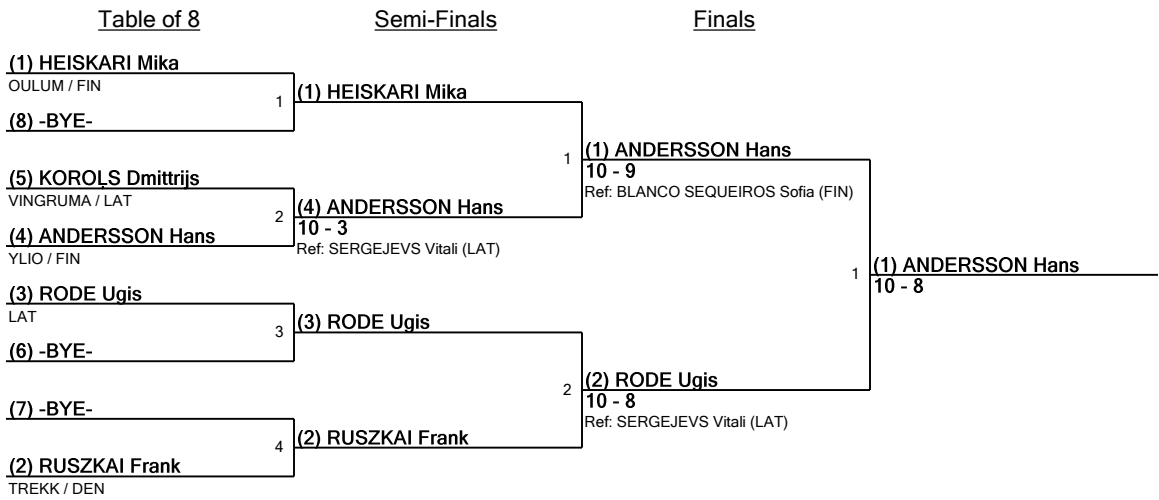 Table of 8
Semi-Finals
Finals
(1) HEISKARI Mika
OULUM / FIN
1
(1) HEISKARI Mika
(8) -BYE-
1
(1) ANDERSSON Hans
10 - 9
Ref: BLANCO SEQUEIROS Sofia (FIN)
(5) KOROĻS Dmittrijs
VINGRUMA / LAT
2
(4) ANDERSSON Hans
10 - 3
Ref: SERGEJEVS Vitali (LAT)
(4) ANDERSSON Hans
YLIO / FIN
1
(1) ANDERSSON Hans
10 - 8
(3) RODE Ugis
LAT
3
(3) RODE Ugis
(6) -BYE-
2
(2) RODE Ugis
10 - 8
Ref: SERGEJEVS Vitali (LAT)
(7) -BYE-
4
(2) RUSZKAI Frank
(2) RUSZKAI Frank
TREKK / DEN